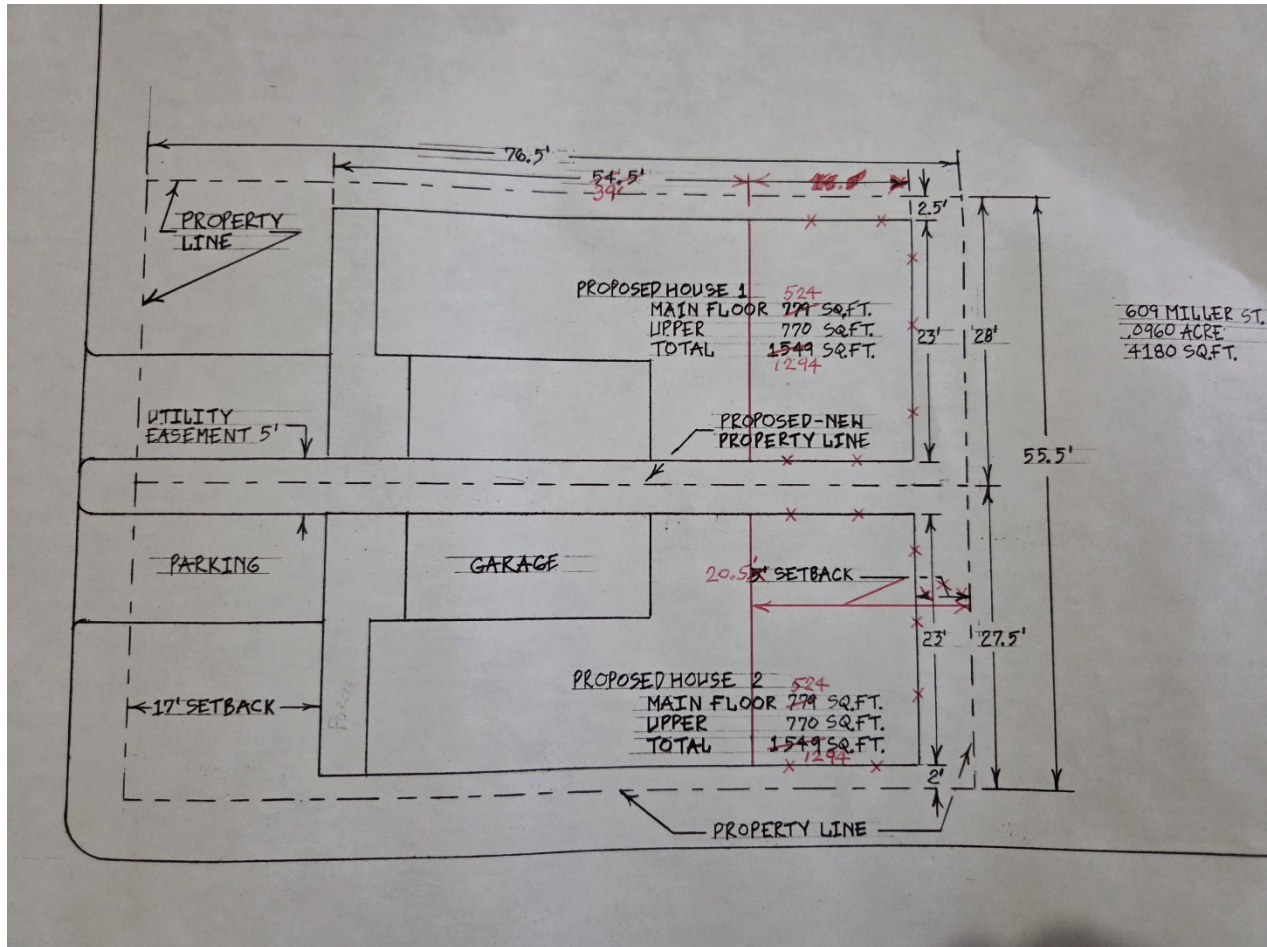 76.5'
54.5'
39'
2.5'
PROPERTY
LINE
PROPOSED HOUSE 1
524
MAIN FLOOR 779 SQ.FT.
UPPER 770 SQ.FT.
TOTAL 1549 SQ.FT.
1294
23'
28'
609 MILLER ST.
.0960 ACRE
4180 SQ.FT.
UTILITY
EASEMENT 5'
PROPOSED-NEW
PROPERTY LINE
55.5'
PARKING
GARAGE
20.5' SETBACK
23'
27.5'
17' SETBACK
PROPOSED HOUSE 2
524
MAIN FLOOR 779 SQ.FT.
UPPER 770 SQ.FT.
TOTAL 1549 SQ.FT.
1294
2'
PROPERTY LINE